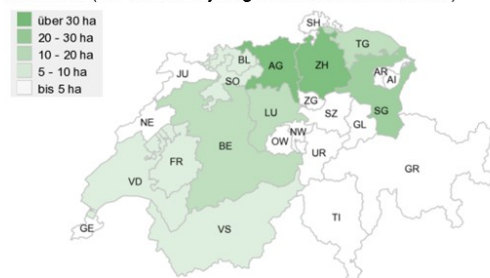 über 30 ha
20 - 30 ha
10 - 20 ha
5 - 10 ha
bis 5 ha
SH
TG
BL
AG
ZH
JU
SO
AR
AI
LU
ZG
SG
NE
SZ
NW
GL
OW
BE
UR
FR
GR
VD
TI
VS
GE